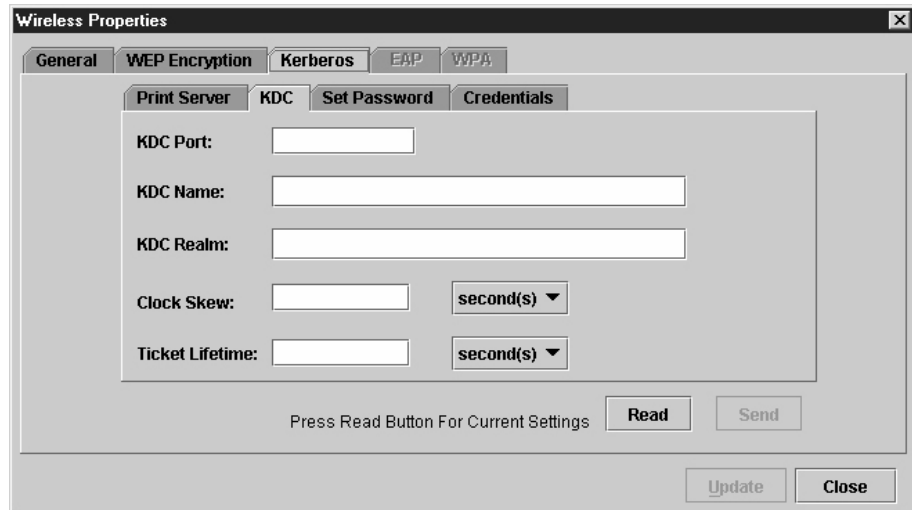 Wireless Properties
General WEP Encryption Kerberos EAP WPA
Print Server KDC Set Password Credentials
KDC Port:
KDC Name:
KDC Realm:
Clock Skew: second(s)
Ticket Lifetime: second(s)
Press Read Button For Current Settings Read Send
Update Close